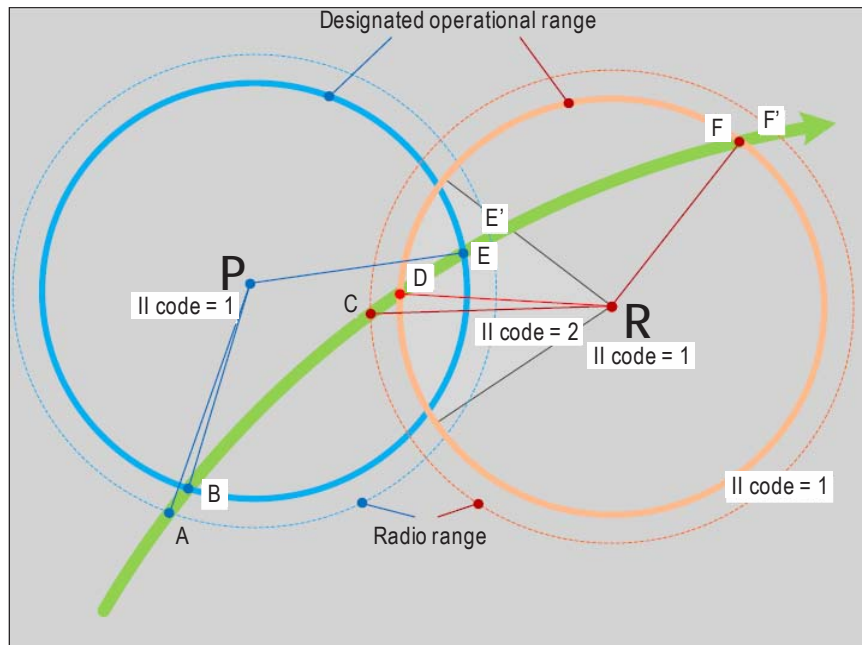 Designated operational range
F
F'
E'
P
E
D
II code = 1
C
R
II code = 2
II code = 1
B
II code = 1
A
Radio range